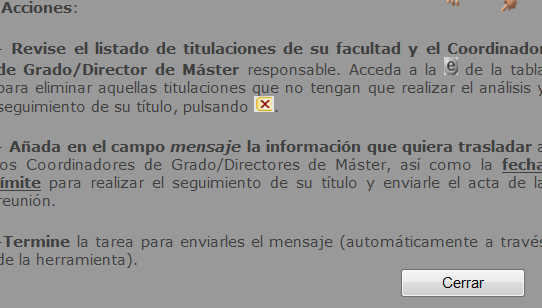 Acciones:
- Revise el listado de titulaciones de su facultad y el Coordinador
de Grado/Director de Máster responsable. Acceda a la e de la tabla
para eliminar aquellas titulaciones que no tengan que realizar el análisis y
seguimiento de su título, pulsando .
- Añada en el campo mensaje la información que quiera trasladar a
los Coordinadores de Grado/Directores de Máster, así como la fecha
límite para realizar el seguimiento de su título y enviarle el acta de la
reunión.
-Termine la tarea para enviarles el mensaje (automáticamente a través
de la herramienta).
Cerrar